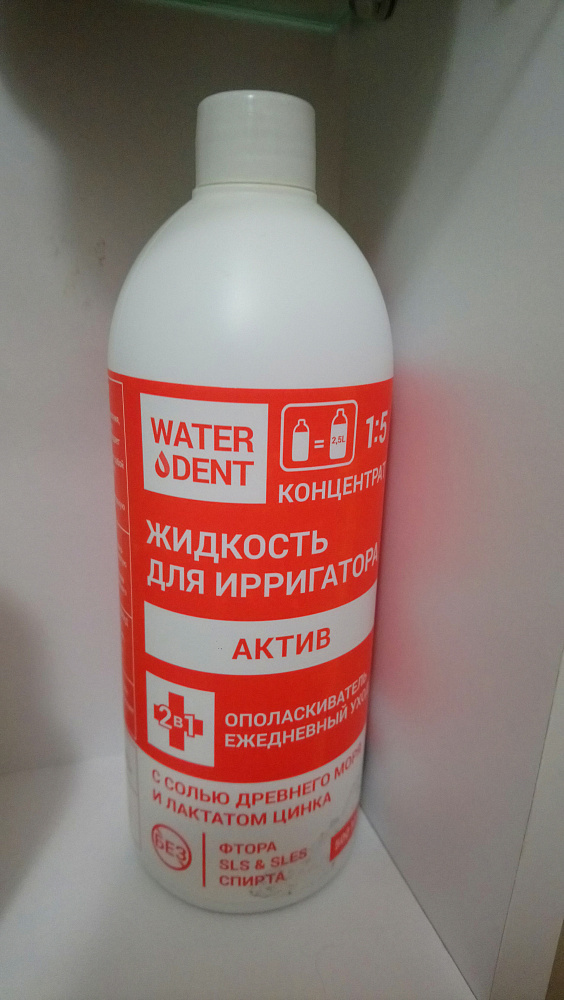 WATER
DENT
2,5L
1:5
КОНЦЕНТРАТ
ЖИДКОСТЬ
ДЛЯ ИРРИГАТОРА
АКТИВ
2в1
ОПОЛАСКИВАТЕЛЬ
ЕЖЕДНЕВНЫЙ УХОД
С СОЛЬЮ ДРЕВНЕГО МОРЯ
И ЛАКТАТОМ ЦИНКА
БЕЗ
ФТОРА
SLS & SLES
СПИРТА